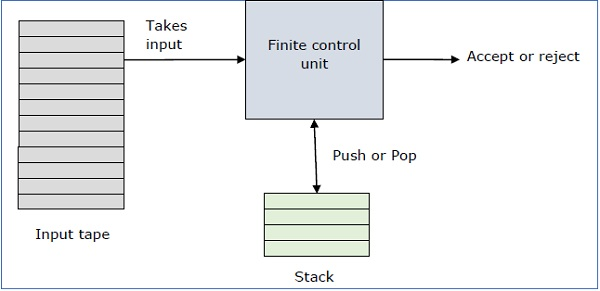 Takes
input
Finite control
unit
Accept or reject
Push or Pop
Input tape
Stack